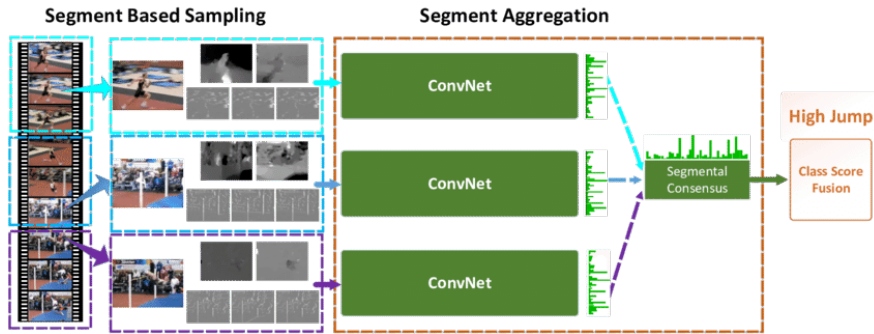 Segment Based Sampling
Segment Aggregation
ConvNet
ConvNet
ConvNet
Segmental
Consensus
High Jump
Class Score
Fusion